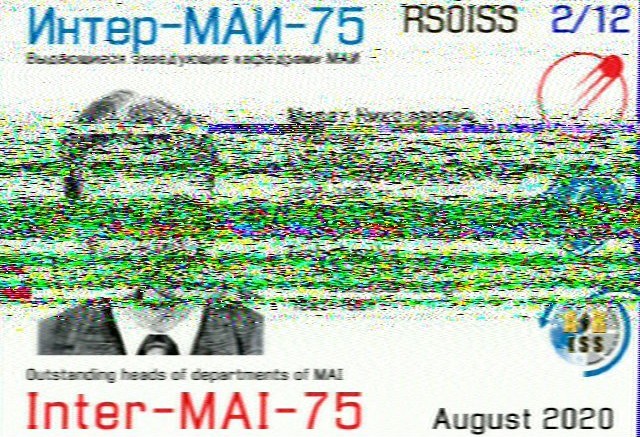 Интер-МАИ-75 RS0ISS 2/12
Выдающиеся заведующие кафедрами МАИ
ISS
Outstanding heads of departments of MAI
Inter-MAI-75 August 2020